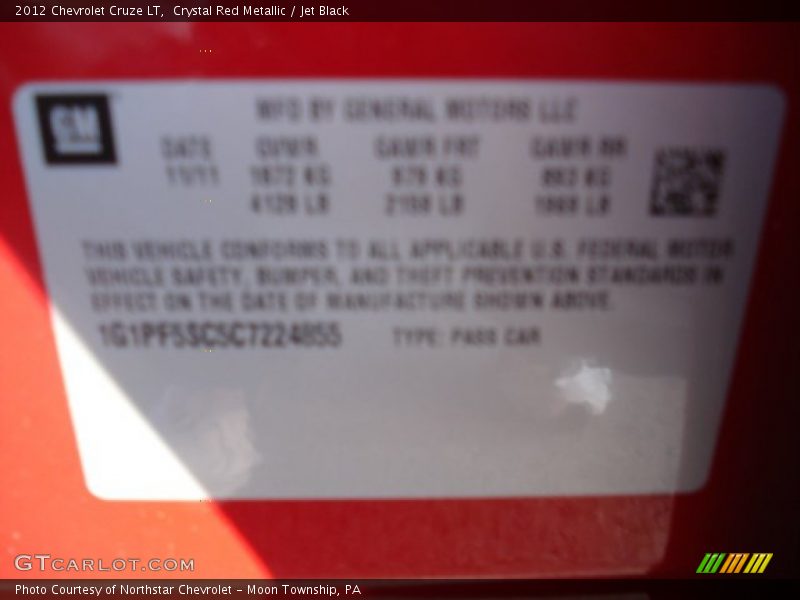 2012 Chevrolet Cruze LT,  Crystal Red Metallic / Jet Black
GM
MFD BY GENERAL MOTORS LLC
DATE GVWR GAWR FRT GAWR RR
11/11 1872 KG 979 KG 893 KG
4128 LB 2158 LB 1968 LB
THIS VEHICLE CONFORMS TO ALL APPLICABLE U.S. FEDERAL MOTOR
VEHICLE SAFETY, BUMPER, AND THEFT PREVENTION STANDARDS IN
EFFECT ON THE DATE OF MANUFACTURE SHOWN ABOVE.
1G1PF5SC5C7224855 TYPE: PASS CAR
GTCARLOT.COM
Photo Courtesy of Northstar Chevrolet - Moon Township, PA